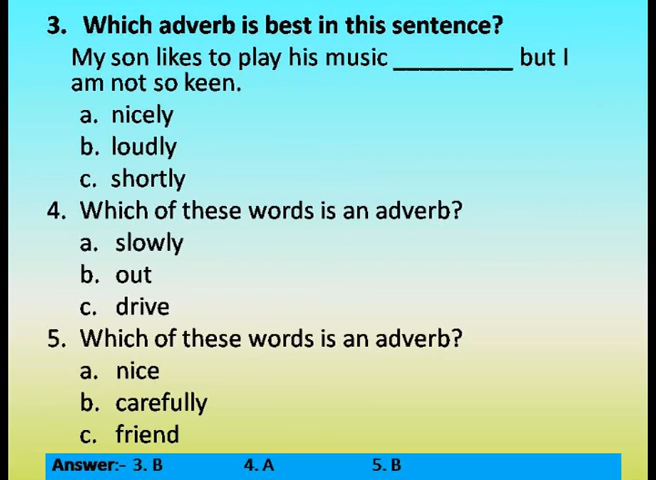 3. Which adverb is best in this sentence?
My son likes to play his music _________ but I
am not so keen.
a. nicely
b. loudly
c. shortly
4. Which of these words is an adverb?
a. slowly
b. out
c. drive
5. Which of these words is an adverb?
a. nice
b. carefully
c. friend
Answer:- 3. B 4. A 5. B